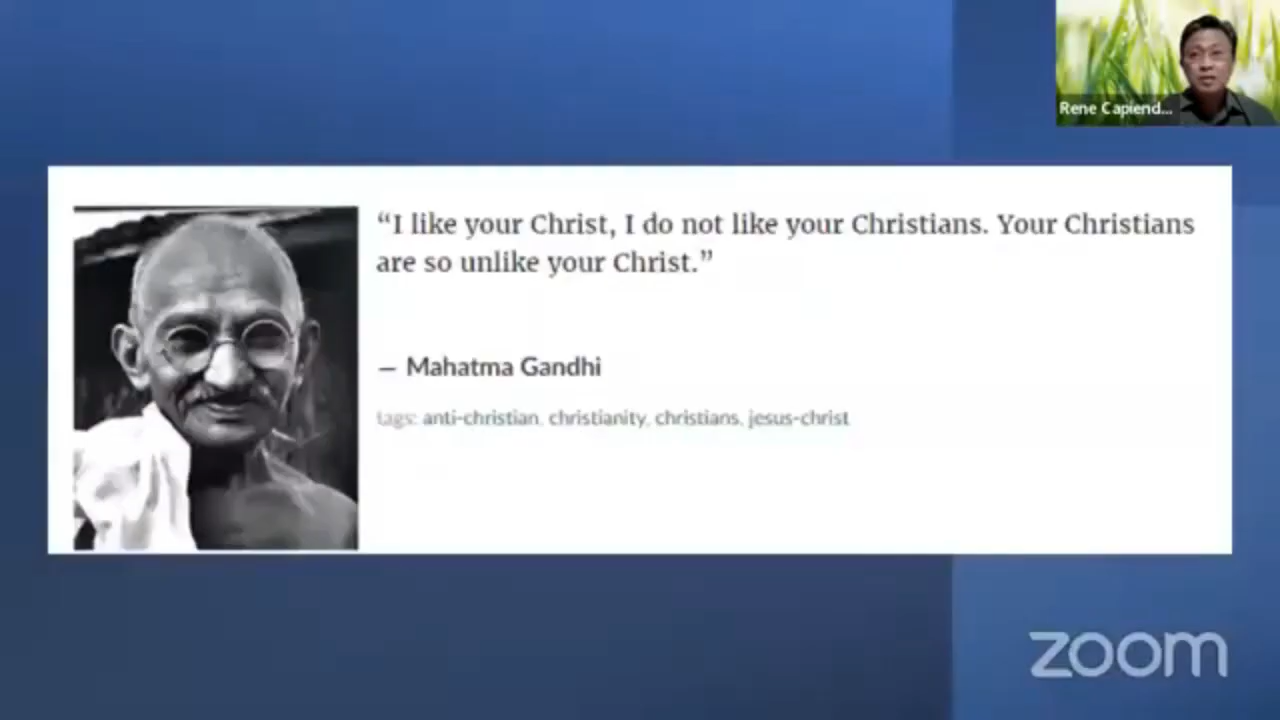 Rene Capiend...
“I like your Christ, I do not like your Christians. Your Christians
are so unlike your Christ.”
— Mahatma Gandhi
tags: anti-christian, christianity, christians, jesus-christ
zoom